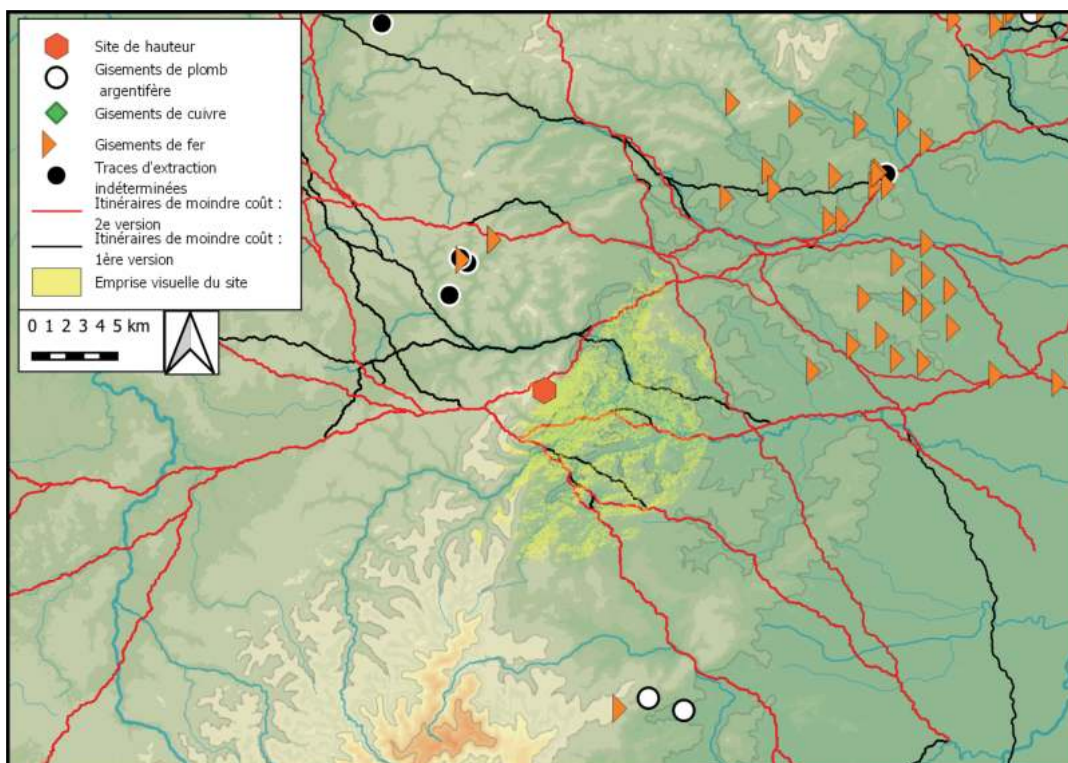 Site de hauteur
Gisements de plomb
argentifère
Gisements de cuivre
Gisements de fer
Traces d'extraction
indéterminées
Itinéraires de moindre coût :
2e version
Itinéraires de moindre coût :
1ère version
Emprise visuelle du site
0 1 2 3 4 5 km